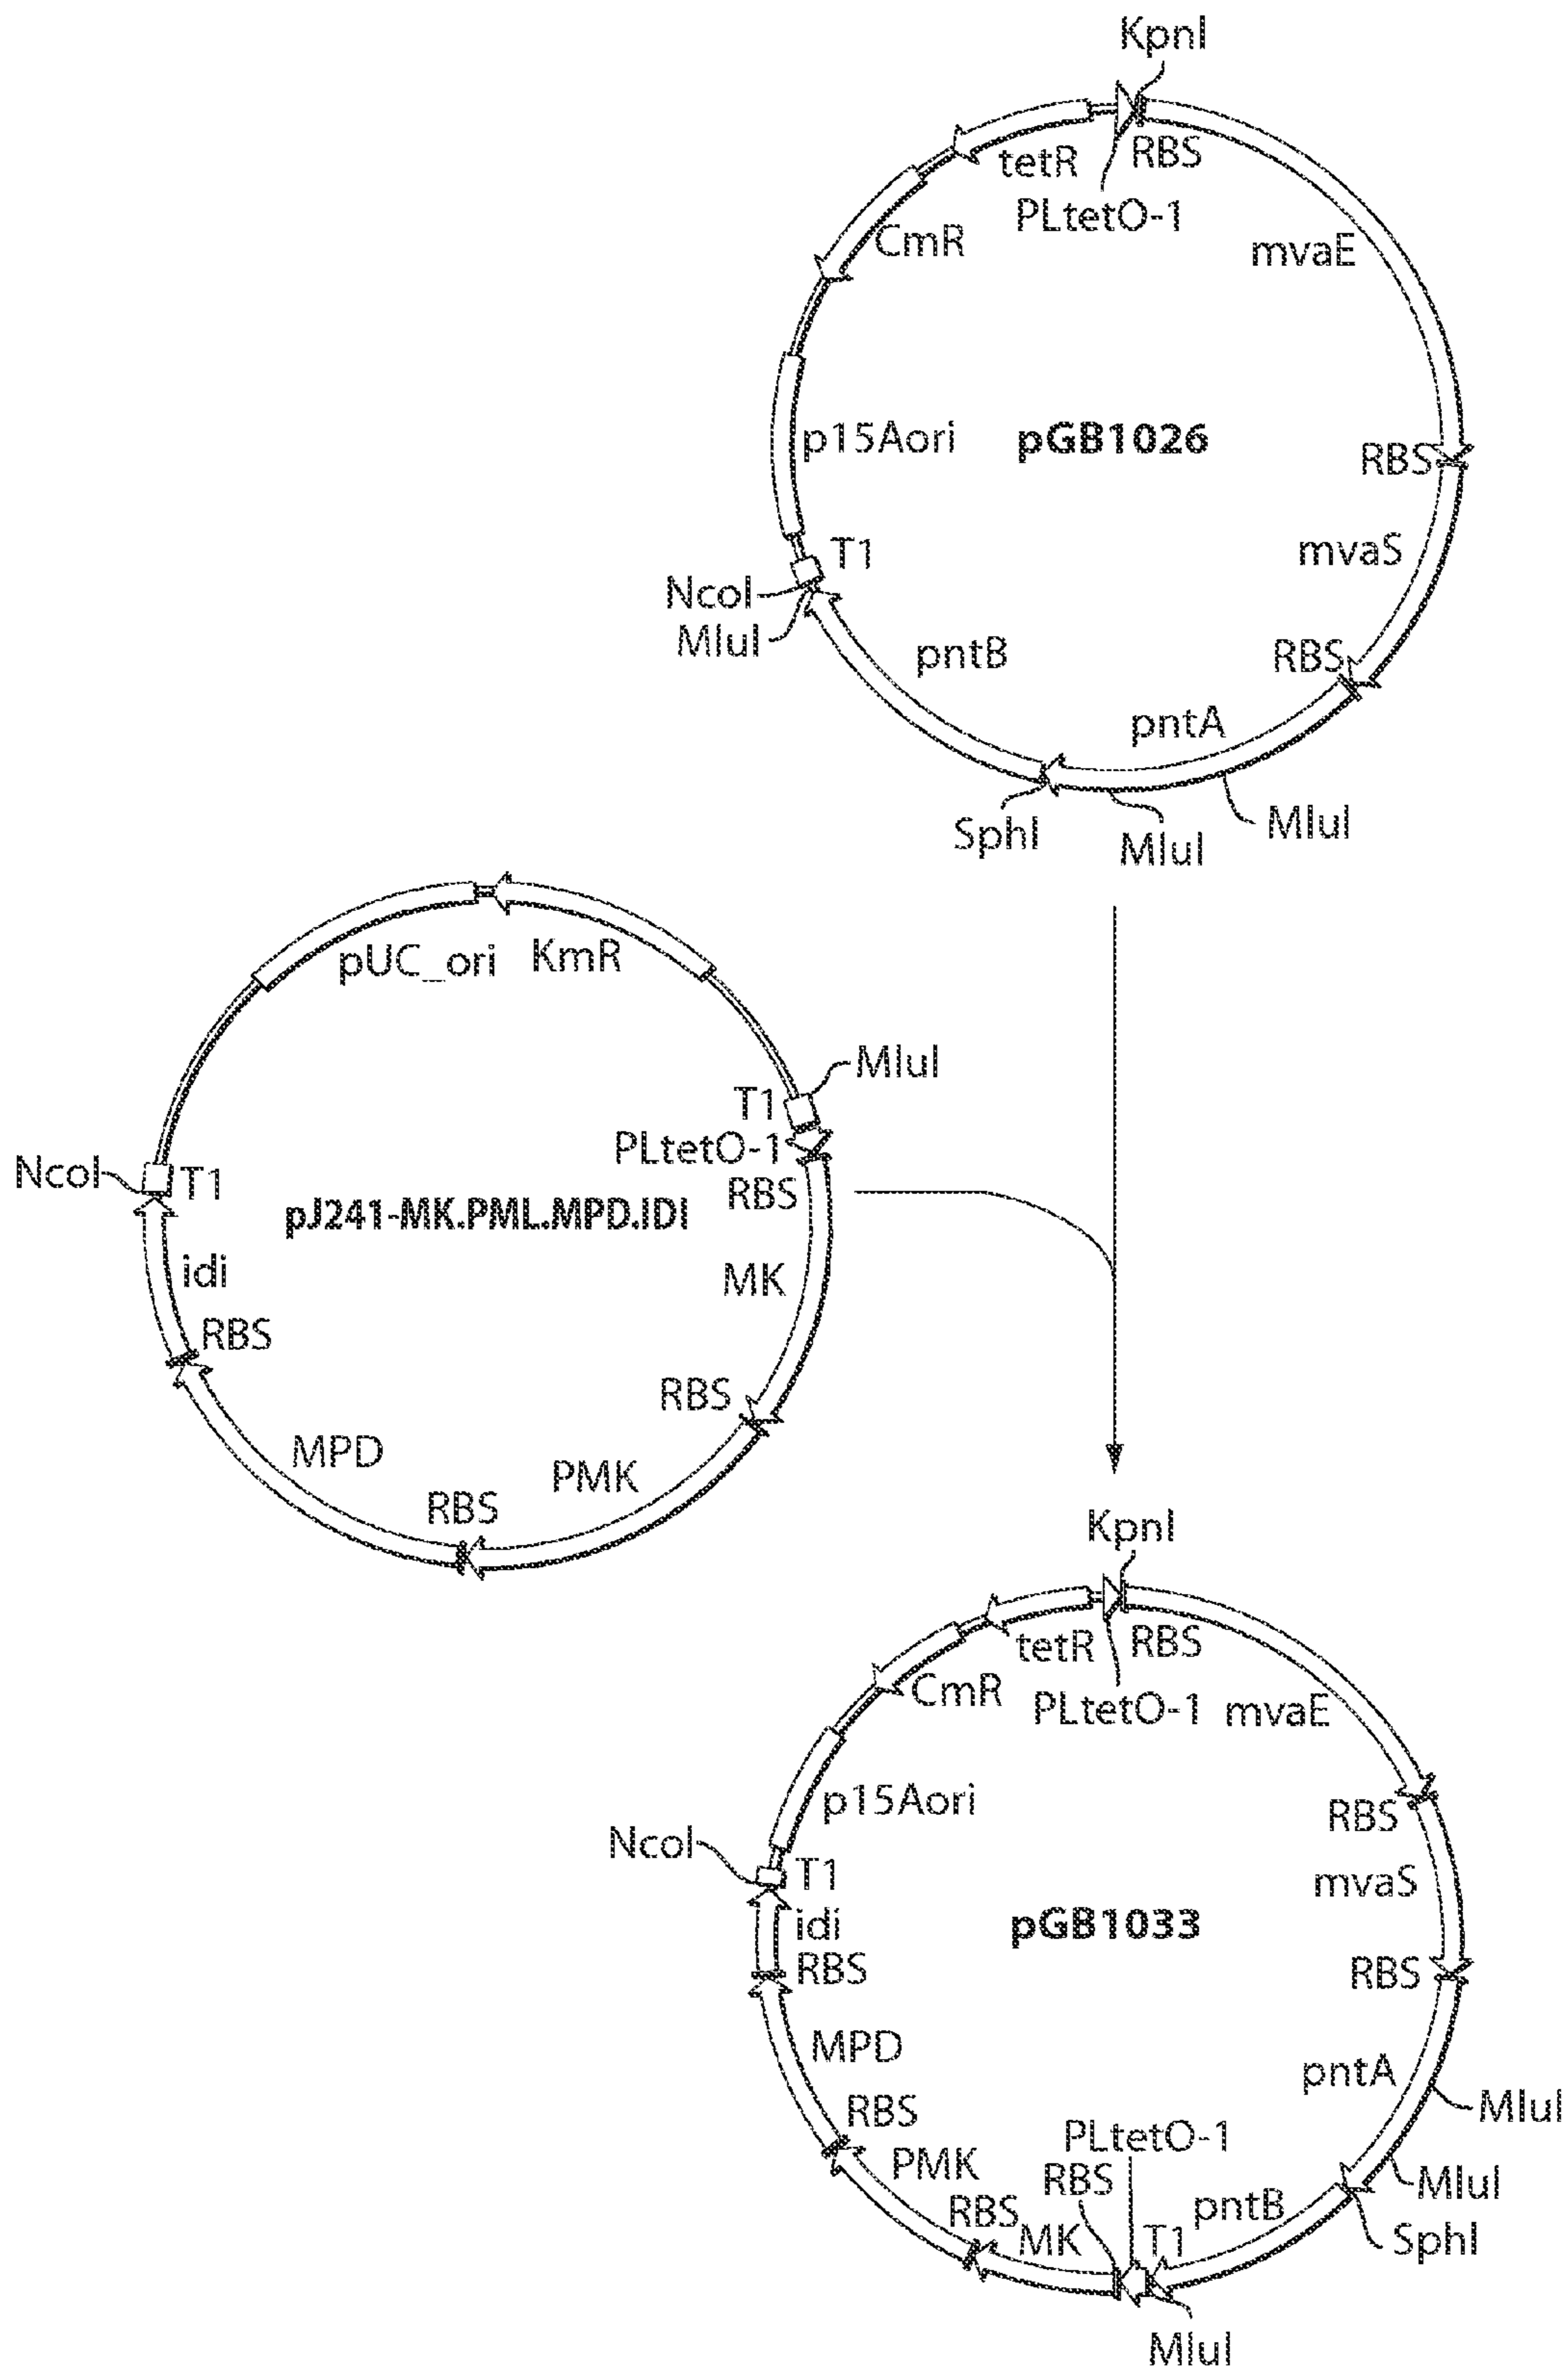 KpnI
tetR
RBS
PLtetO-1
CmR
mvaE
p15Aori
pGB1026
RBS
T1
mvaS
NcoI
MluI
pntB
RBS
pntA
SphI
MluI
MluI
pUC_ori
KmR
MluI
T1
PLtetO-1
NcoI
T1
RBS
pJ241-MK.PML.MPD.IDI
idi
MK
RBS
RBS
MPD
PMK
RBS
KpnI
tetR
RBS
CmR
PLtetO-1
mvaE
p15Aori
RBS
NcoI
T1
mvaS
idi
pGB1033
RBS
RBS
MPD
pntA
MluI
RBS
PLtetO-1
PMK
RBS
MluI
RBS
pntB
MK
T1
SphI
MluI